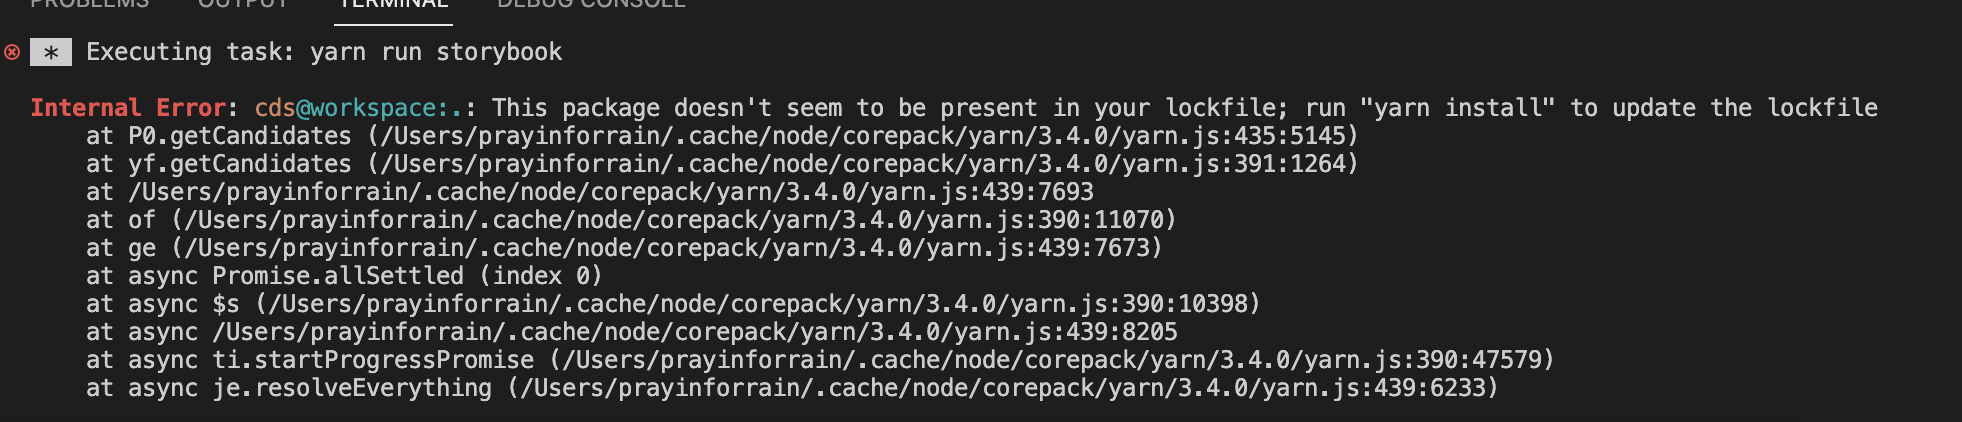 PROBLEMS OUTPUT TERMINAL DEBUG CONSOLE
* Executing task: yarn run storybook
Internal Error: cds@workspace:.: This package doesn't seem to be present in your lockfile; run "yarn install" to update the lockfile
at P0.getCandidates (/Users/prayinforrain/.cache/node/corepack/yarn/3.4.0/yarn.js:435:5145)
at yf.getCandidates (/Users/prayinforrain/.cache/node/corepack/yarn/3.4.0/yarn.js:391:1264)
at /Users/prayinforrain/.cache/node/corepack/yarn/3.4.0/yarn.js:439:7693
at of (/Users/prayinforrain/.cache/node/corepack/yarn/3.4.0/yarn.js:390:11070)
at ge (/Users/prayinforrain/.cache/node/corepack/yarn/3.4.0/yarn.js:439:7673)
at async Promise.allSettled (index 0)
at async $s (/Users/prayinforrain/.cache/node/corepack/yarn/3.4.0/yarn.js:390:10398)
at async /Users/prayinforrain/.cache/node/corepack/yarn/3.4.0/yarn.js:439:8205
at async ti.startProgressPromise (/Users/prayinforrain/.cache/node/corepack/yarn/3.4.0/yarn.js:390:47579)
at async je.resolveEverything (/Users/prayinforrain/.cache/node/corepack/yarn/3.4.0/yarn.js:439:6233)